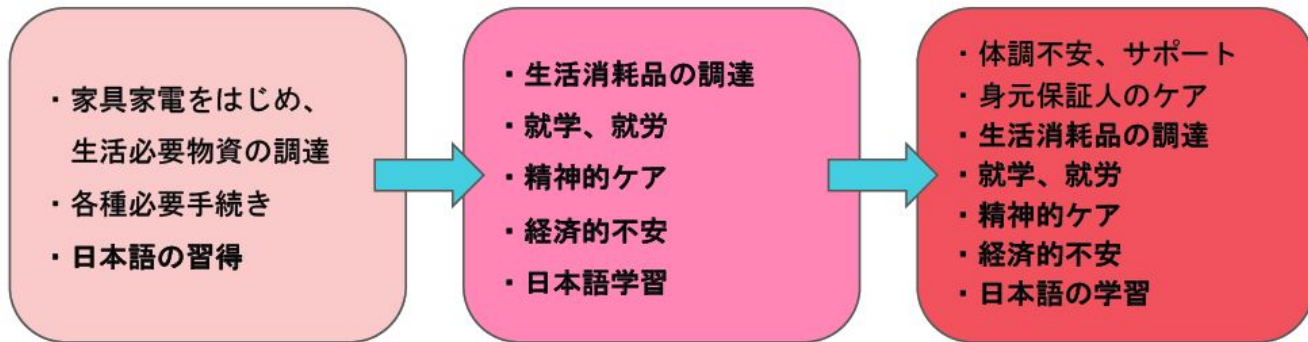 ・家具家電をはじめ、
生活必要物資の調達
・各種必要手続き
・日本語の習得
・生活消耗品の調達
・就学、就労
・精神的ケア
・経済的不安
・日本語学習
・体調不安、サポート
・身元保証人のケア
・生活消耗品の調達
・就学、就労
・精神的ケア
・経済的不安
・日本語の学習